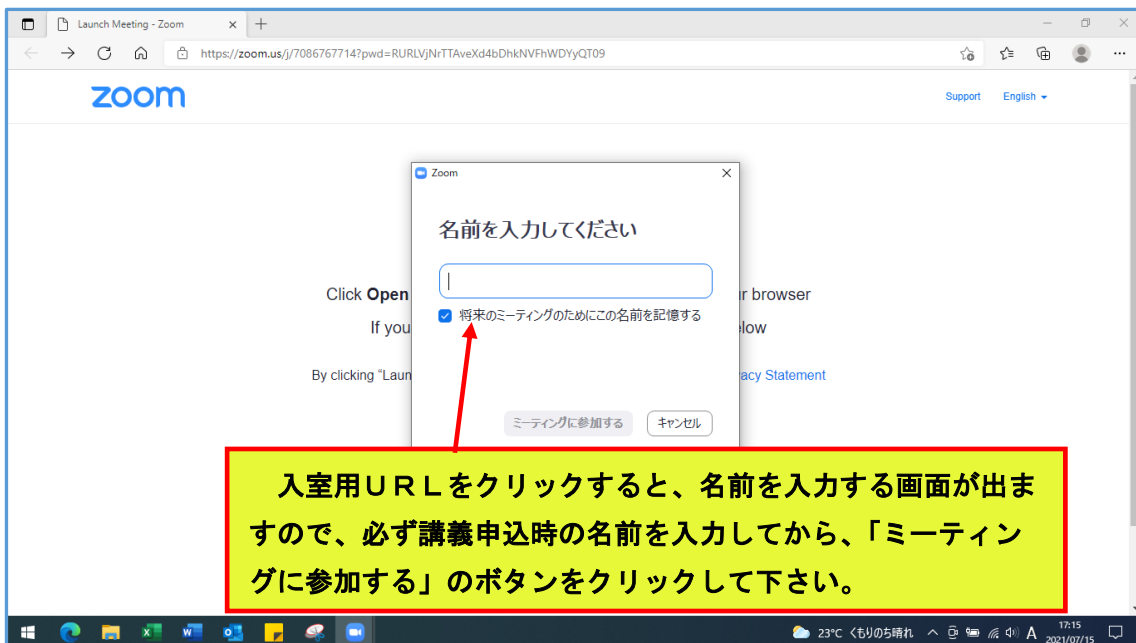 Launch Meeting - Zoom
https://zoom.us/j/7086767714?pwd=RURLVjNrTTAveXd4bDhkNVFhWDYyQT09
zoom
Support English
Zoom
名前を入力してください
Click Open
ır browser
将来のミーティングのためにこの名前を記憶する
If you
low
By clicking “Laun
acy Statement
ミーティングに参加する キャンセル
入室用ＵＲＬをクリックすると、名前を入力する画面が出ま
すので、必ず講義申込時の名前を入力してから、「ミーティン
グに参加する」のボタンをクリックして下さい。
23°C くもりのち晴れ A 17:15
2021/07/15